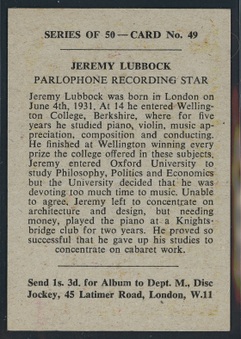 SERIES OF 50—CARD No. 49
JEREMY LUBBOCK
PARLOPHONE RECORDING STAR
Jeremy Lubbock was born in London on
June 4th, 1931. At 14 he entered Welling-
ton College, Berkshire, where for five
years he studied piano, violin, music ap-
preciation, composition and conducting.
He finished at Wellington winning every
prize the college offered in these subjects.
Jeremy entered Oxford University to
study Philosophy, Politics and Economics
but the University decided that he was
devoting too much time to music. Unable
to agree, Jeremy left to concentrate on
architecture and design, but needing
money, played the piano at a Knights-
bridge club for two years. He proved so
successful that he gave up his studies to
concentrate on cabaret work.
Send 1s. 3d. for Album to Dept. M., Disc
Jockey, 45 Latimer Road, London, W.11